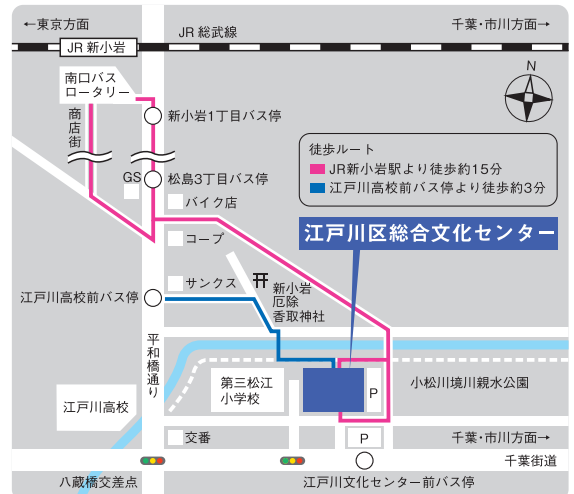 ←東京方面
千葉・市川方面→
JR 総武線
JR 新小岩
N
南口バス
ロータリー
商店街
新小岩1丁目バス停
徒歩ルート
JR新小岩駅より徒歩約15分
江戸川高校前バス停より徒歩約3分
GS
松島3丁目バス停
バイク店
江戸川区総合文化センター
コープ
サンクス
新小岩
厄除
香取神社
江戸川高校前バス停
平和橋通り
第三松江
小学校
P
小松川境川親水公園
江戸川高校
交番
P
千葉・市川方面→
千葉街道
八蔵橋交差点
江戸川文化センター前バス停